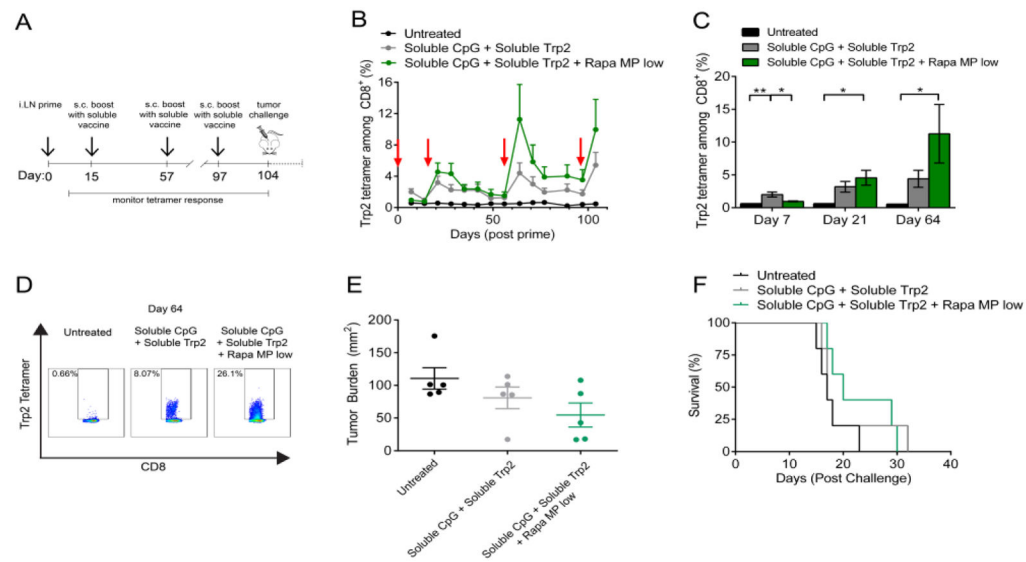 A
i.LN prime
s.c. boost
with soluble
vaccine
s.c. boost
with soluble
vaccine
s.c. boost
with soluble
vaccine
tumor
challenge
Day:0
15
57
97
104
monitor tetramer response
B
Untreated
Soluble CpG + Soluble Trp2
Soluble CpG + Soluble Trp2 + Rapa MP low
Trp2 tetramer among CD8⁺ (%)
16
12
8
4
0
0
50
100
Days (post prime)
C
Untreated
Soluble CpG + Soluble Trp2
Soluble CpG + Soluble Trp2 + Rapa MP low
Trp2 tetramer among CD8⁺ (%)
20
15
10
5
0
** *
*
*
Day 7
Day 21
Day 64
D
Day 64
Untreated
Soluble CpG
+ Soluble Trp2
Soluble CpG
+ Soluble Trp2
+ Rapa MP low
Trp2 Tetramer
0.66%
8.07%
26.1%
CD8
E
Tumor Burden (mm²)
200
150
100
50
0
Untreated
Soluble CpG + Soluble Trp2
Soluble CpG + Soluble Trp2
+ Rapa MP low
F
Untreated
Soluble CpG + Soluble Trp2
Soluble CpG + Soluble Trp2 + Rapa MP low
Survival (%)
100
75
50
25
0
0
10
20
30
40
Days (Post Challenge)